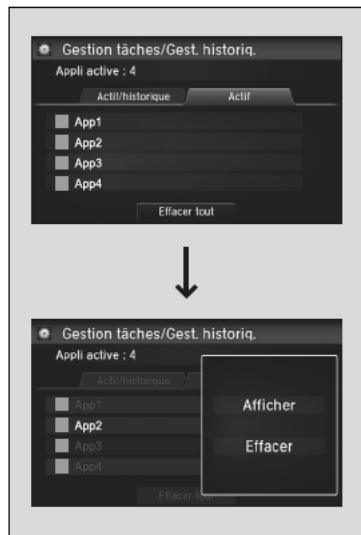 Gestion tâches/Gest. historiq.
Appli active : 4
Actif/historique Actif
App1
App2
App3
App4
Effacer tout
Gestion tâches/Gest. historiq.
Appli active : 4
Actif/historique
App1
App2
App3
App4
Afficher
Effacer
Effacer tout